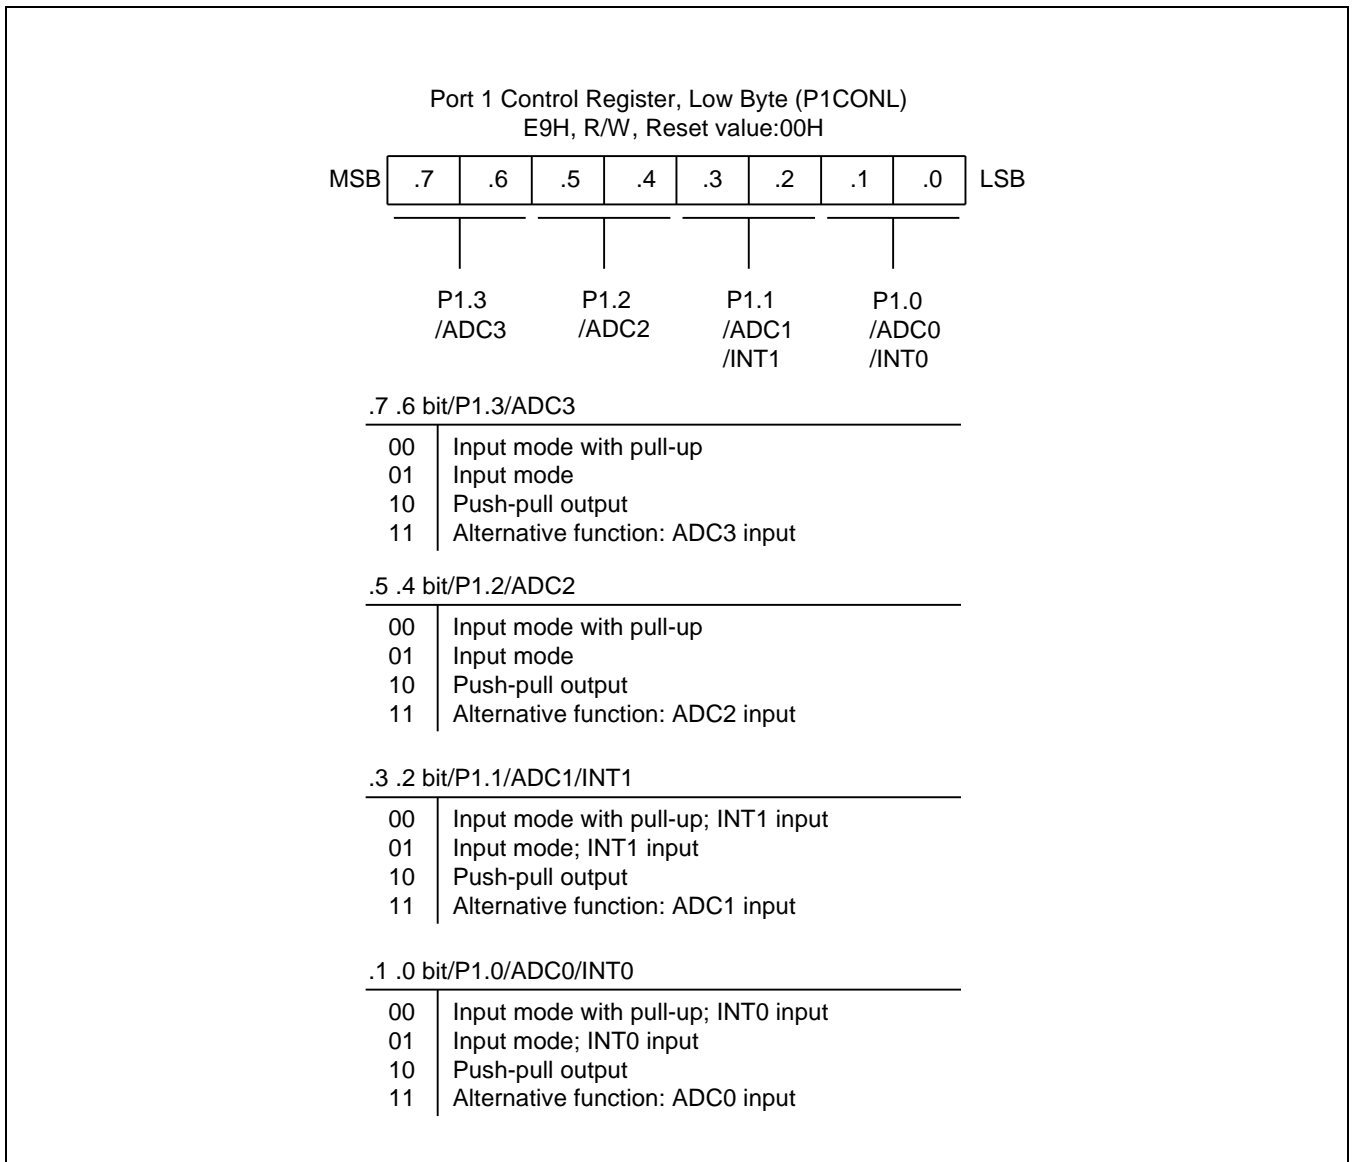 Port 1 Control Register, Low Byte (P1CONL)
E9H, R/W, Reset value:00H
MSB .7 .6 .5 .4 .3 .2 .1 .0 LSB
P1.3 P1.2 P1.1 P1.0
/ADC3 /ADC2 /ADC1 /ADC0
/INT1 /INT0
.7 .6 bit/P1.3/ADC3
00 Input mode with pull-up
01 Input mode
10 Push-pull output
11 Alternative function: ADC3 input
.5 .4 bit/P1.2/ADC2
00 Input mode with pull-up
01 Input mode
10 Push-pull output
11 Alternative function: ADC2 input
.3 .2 bit/P1.1/ADC1/INT1
00 Input mode with pull-up; INT1 input
01 Input mode; INT1 input
10 Push-pull output
11 Alternative function: ADC1 input
.1 .0 bit/P1.0/ADC0/INT0
00 Input mode with pull-up; INT0 input
01 Input mode; INT0 input
10 Push-pull output
11 Alternative function: ADC0 input